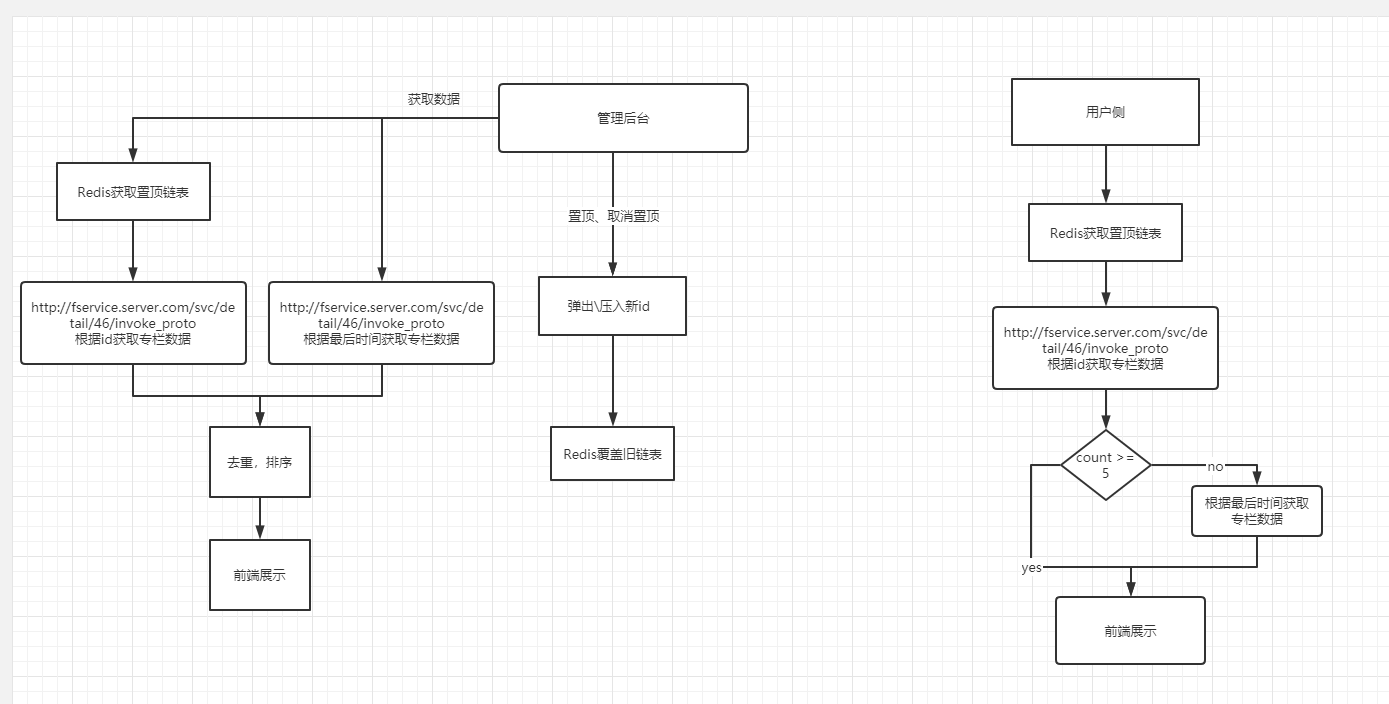 获取数据
管理后台
用户侧
Redis获取置顶链表
置顶、取消置顶
Redis获取置顶链表
http://fservice.server.com/svc/de
tail/46/invoke_proto
根据id获取专栏数据
http://fservice.server.com/svc/de
tail/46/invoke_proto
根据最后时间获取专栏数据
弹出\压入新id
http://fservice.server.com/svc/de
tail/46/invoke_proto
根据id获取专栏数据
去重，排序
Redis覆盖旧链表
count >=
5
no
根据最后时间获取
专栏数据
yes
前端展示
前端展示